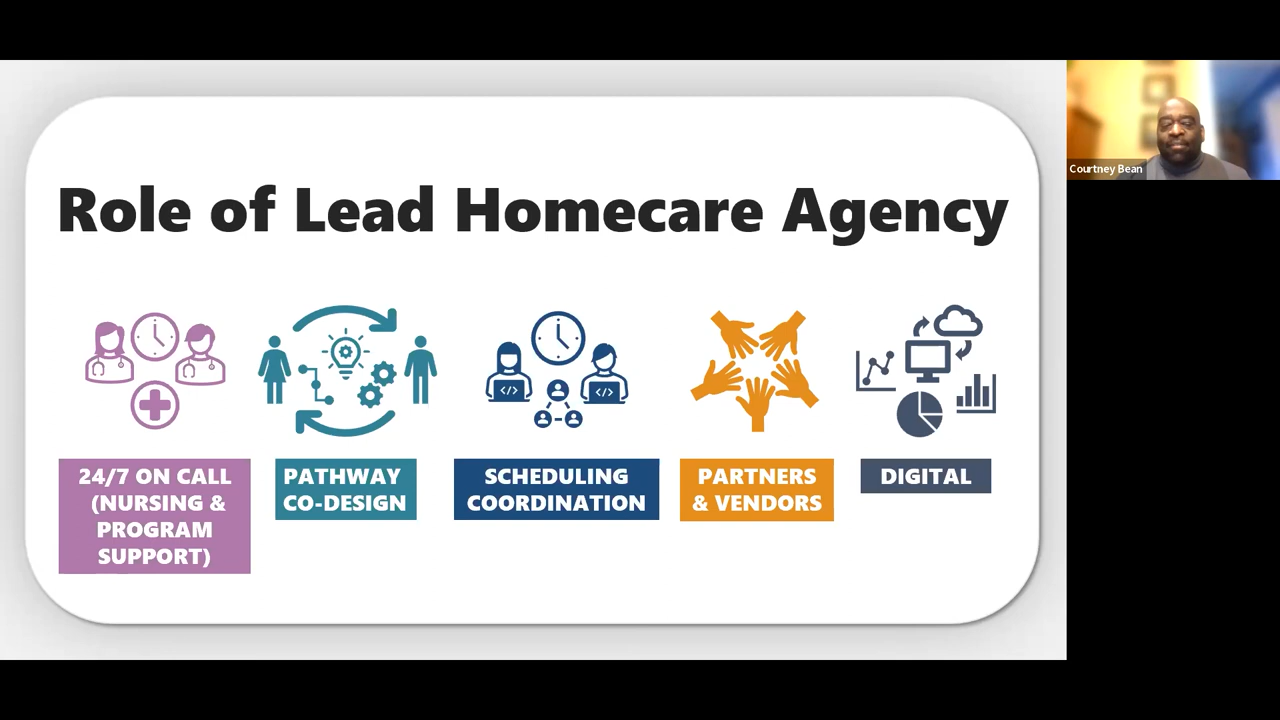 Role of Lead Homecare Agency
24/7 ON CALL
(NURSING &
PROGRAM
SUPPORT)
PATHWAY
CO-DESIGN
SCHEDULING
COORDINATION
PARTNERS
& VENDORS
DIGITAL
Courtney Bean